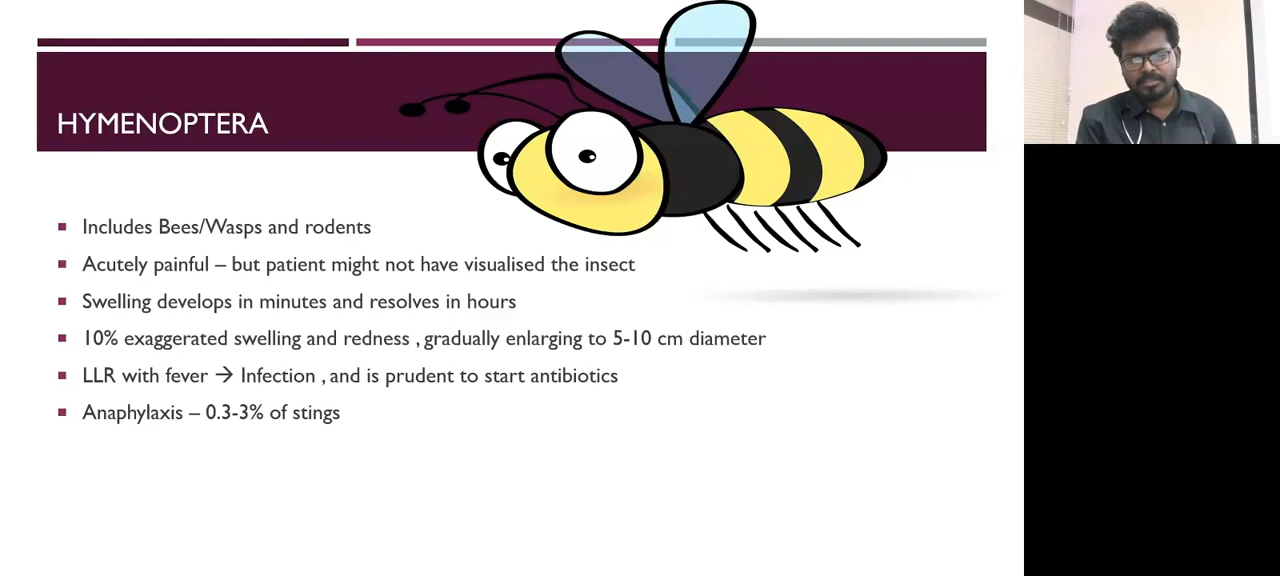 HYMENOPTERA
Includes Bees/Wasps and rodents
Acutely painful – but patient might not have visualised the insect
Swelling develops in minutes and resolves in hours
10% exaggerated swelling and redness , gradually enlarging to 5-10 cm diameter
LLR with fever → Infection , and is prudent to start antibiotics
Anaphylaxis – 0.3-3% of stings